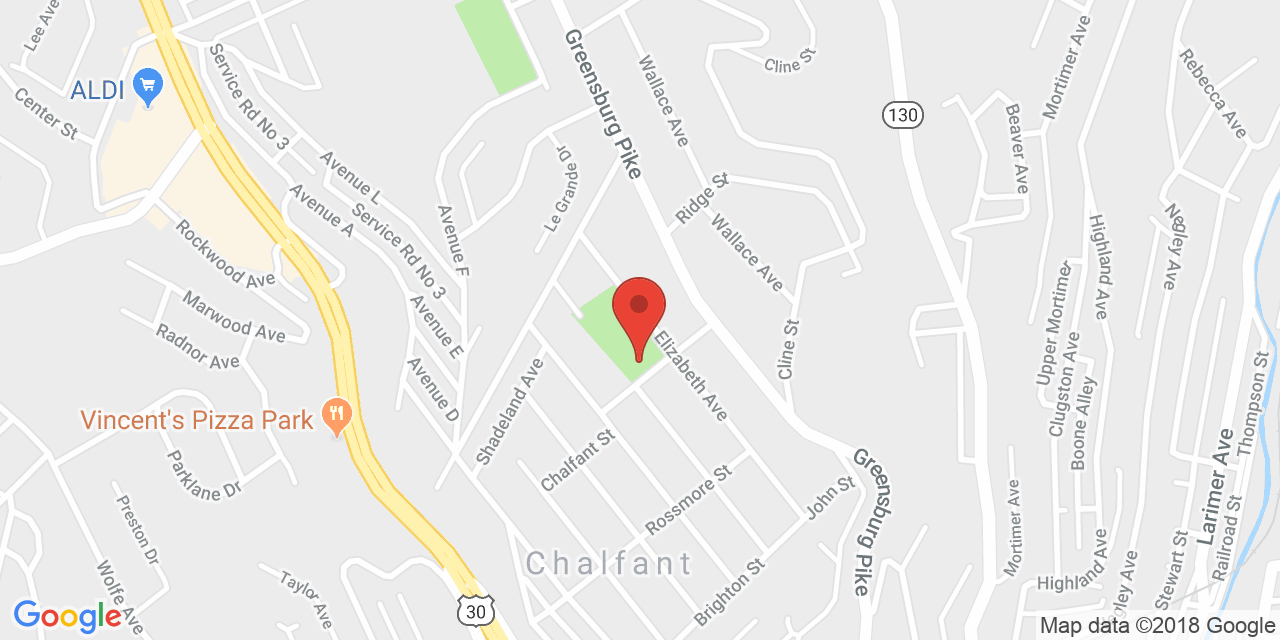 Lee Ave
ALDI
Center St
Service Rd No 3
Greensburg Pike
Wallace Ave
Cline St
130
Mortimer Ave
Rebecca Ave
Beaver Ave
Avenue L
Le Grande Dr
Avenue A
Service Rd No 3
Avenue F
Ridge St
Wallace Ave
Rockwood Ave
Highland Ave
Negley Ave
Marwood Ave
Radnor Ave
Avenue E
Upper Mortimer
Cline St
Elizabeth Ave
Clugston Ave
Avenue D
Shadeland Ave
Boone Alley
Thompson St
Vincent's Pizza Park
Parklane Dr
Chalfant St
Rossmore St
John St
Greensburg Pike
Larimer Ave
Preston Dr
Mortimer Ave
Railroad St
Chalfant
Wolfe Ave
Taylor Ave
Brighton St
Highland Ave
Stewart St
gley Ave
30
Google
Map data ©2018 Google